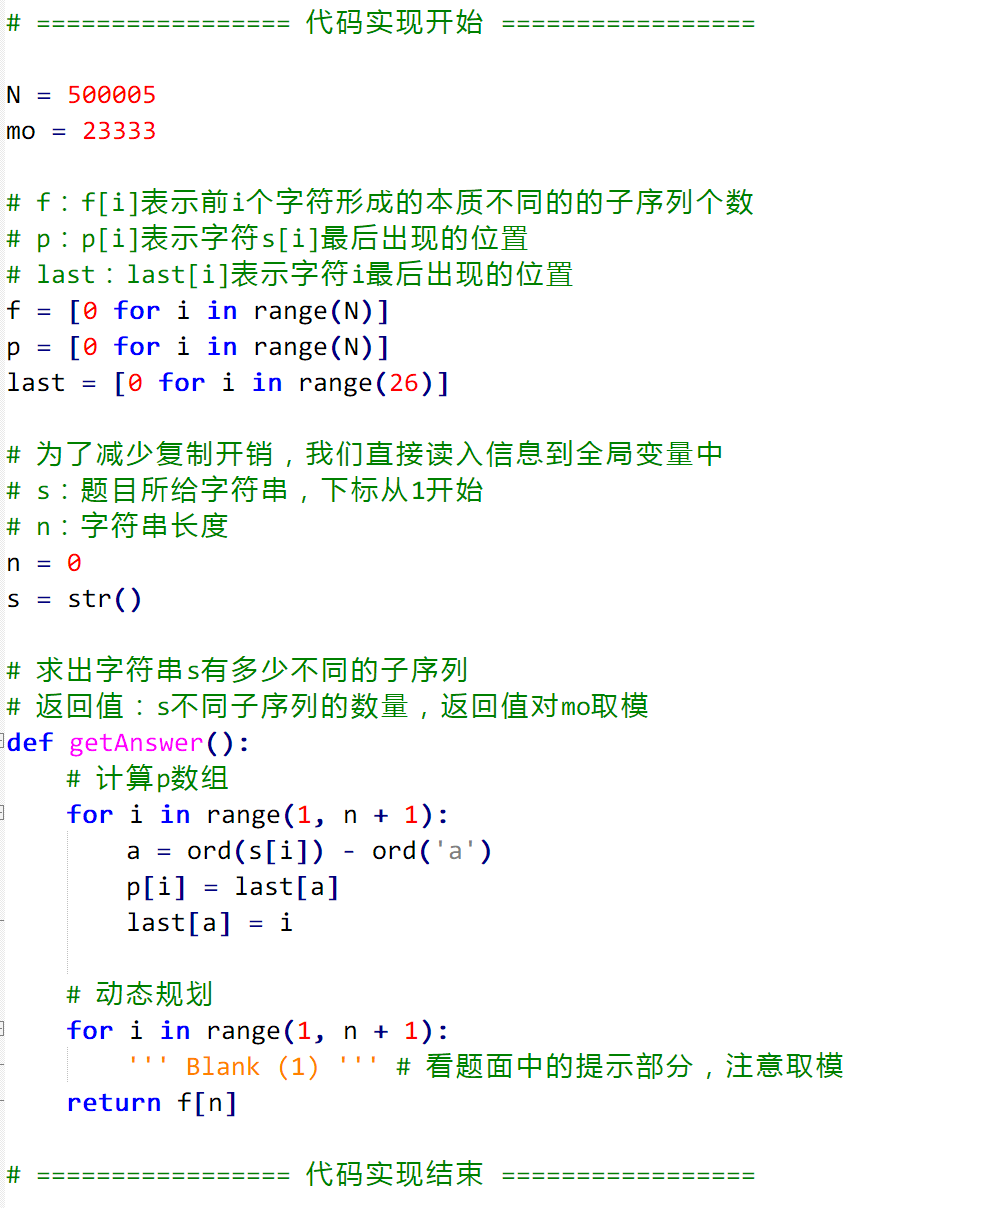 # ================= 代码实现开始 =================
N = 500005
mo = 23333
# f：f[i]表示前i个字符形成的本质不同的的子序列个数
# p：p[i]表示字符s[i]最后出现的位置
# last：last[i]表示字符i最后出现的位置
f = [0 for i in range(N)]
p = [0 for i in range(N)]
last = [0 for i in range(26)]
# 为了减少复制开销，我们直接读入信息到全局变量中
# s：题目所给字符串，下标从1开始
# n：字符串长度
n = 0
s = str()
# 求出字符串s有多少不同的子序列
# 返回值：s不同子序列的数量，返回值对mo取模
def getAnswer():
    # 计算p数组
    for i in range(1, n + 1):
        a = ord(s[i]) - ord('a')
        p[i] = last[a]
        last[a] = i
    # 动态规划
    for i in range(1, n + 1):
        ''' Blank (1) ''' # 看题面中的提示部分，注意取模
    return f[n]
# ================= 代码实现结束 =================